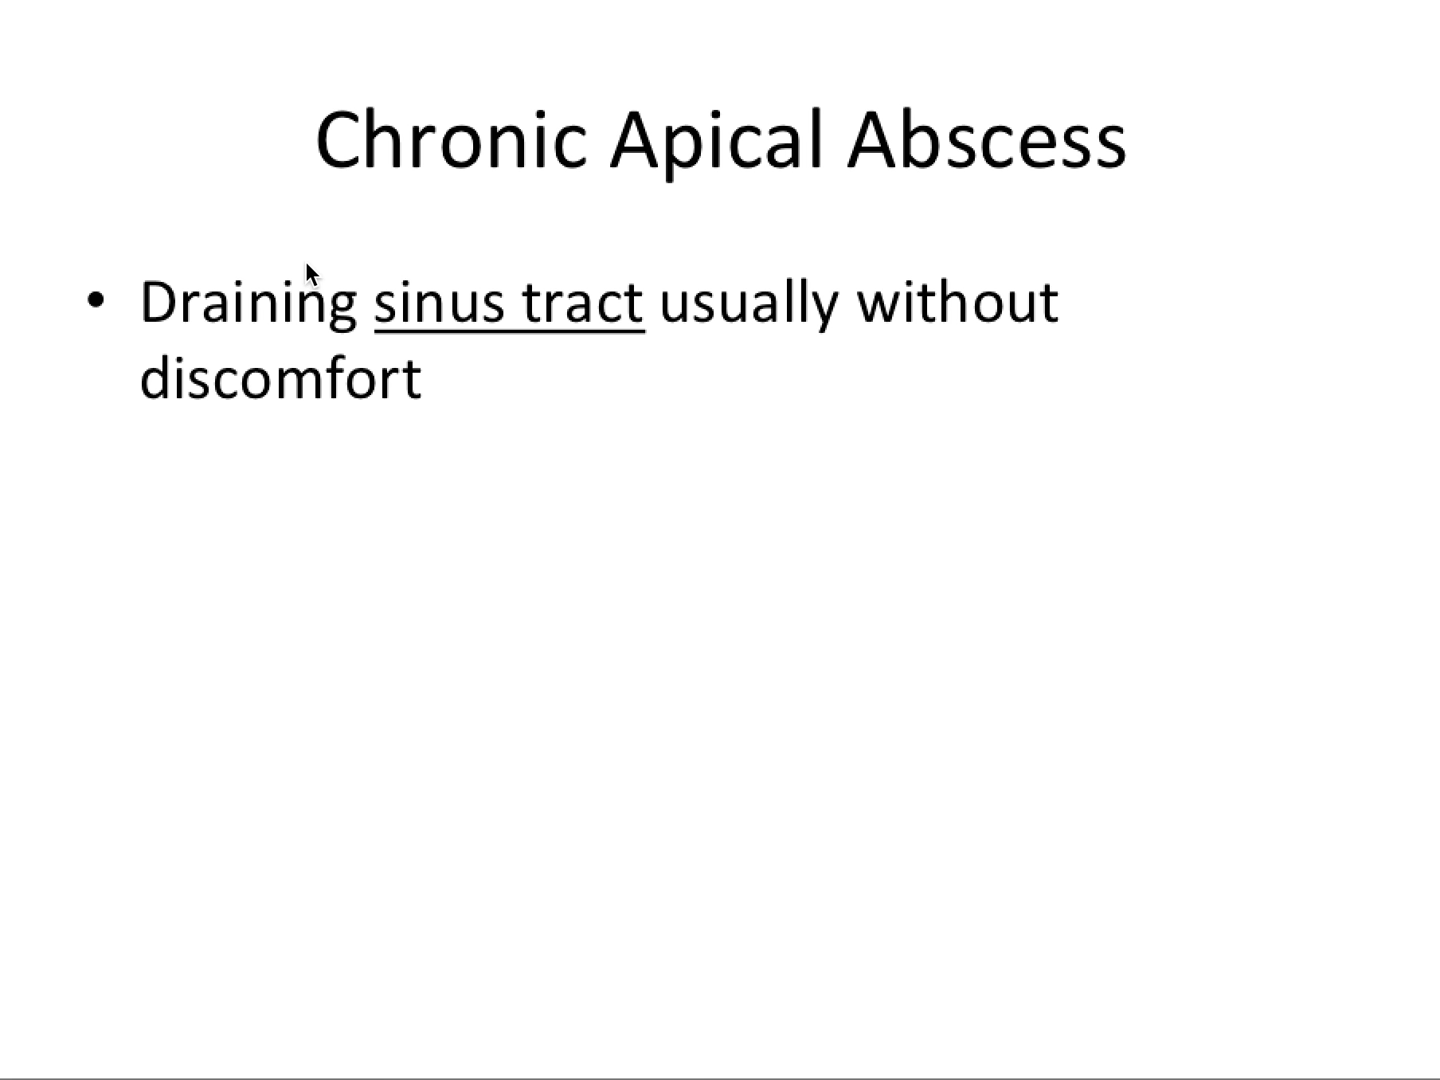 Chronic Apical Abscess
• Draining sinus tract usually without
discomfort